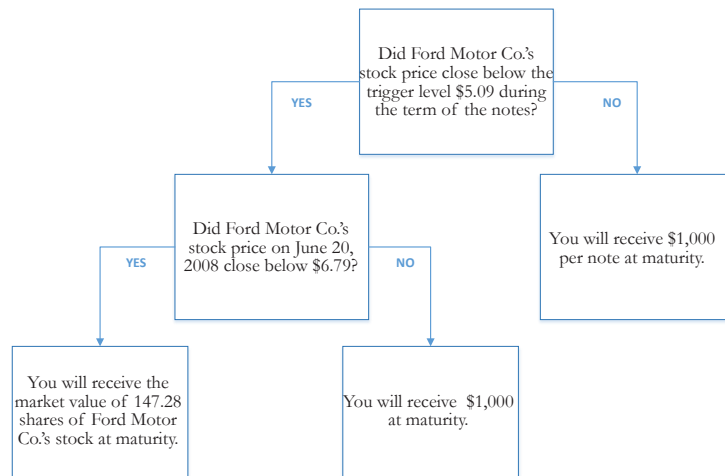 Did Ford Motor Co.'s
stock price close below the
trigger level $5.09 during
the term of the notes?
YES
NO
Did Ford Motor Co.'s
stock price on June 20,
2008 close below $6.79?
You will receive $1,000
per note at maturity.
YES
NO
You will receive the
market value of 147.28
shares of Ford Motor
Co.'s stock at maturity.
You will receive $1,000
at maturity.